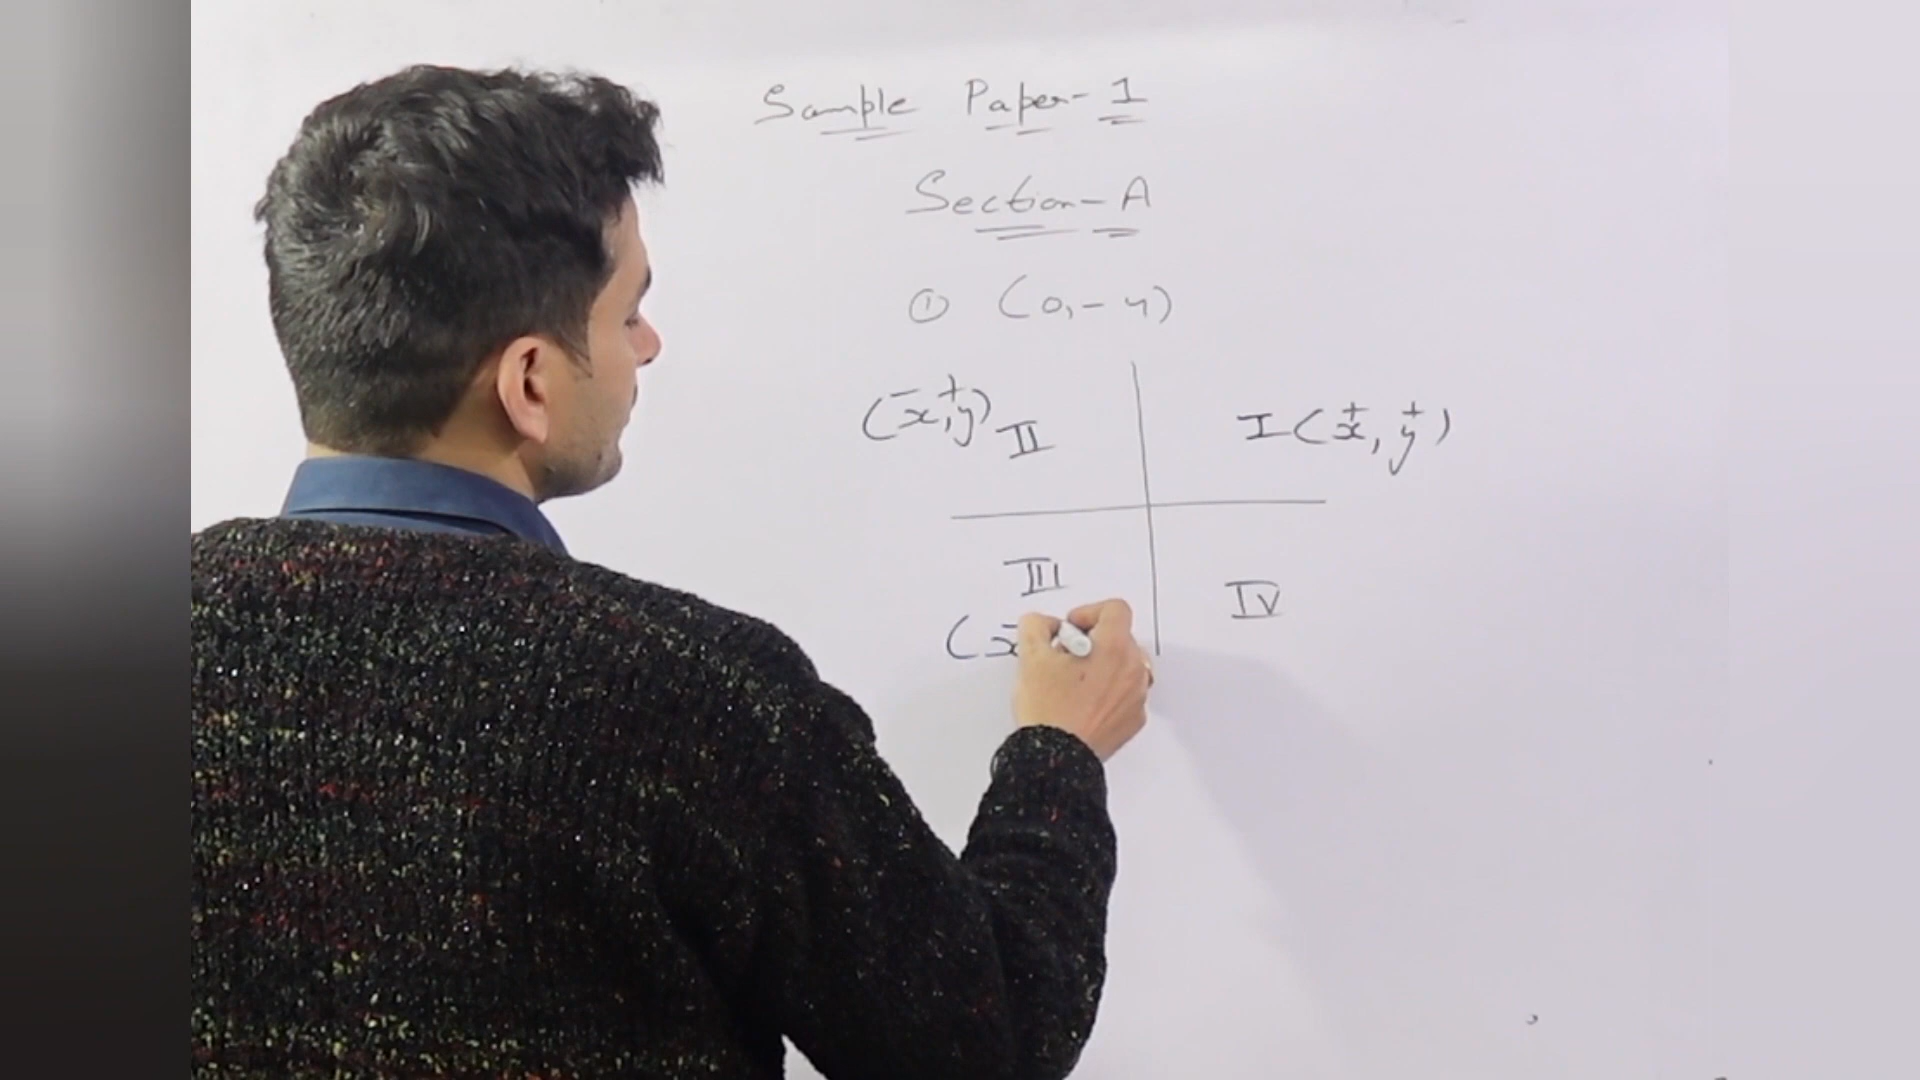 Sample Paper-1
Section-A
① (0,-4)
(-x,+y) II
I (+x, +y)
III
IV
(-x